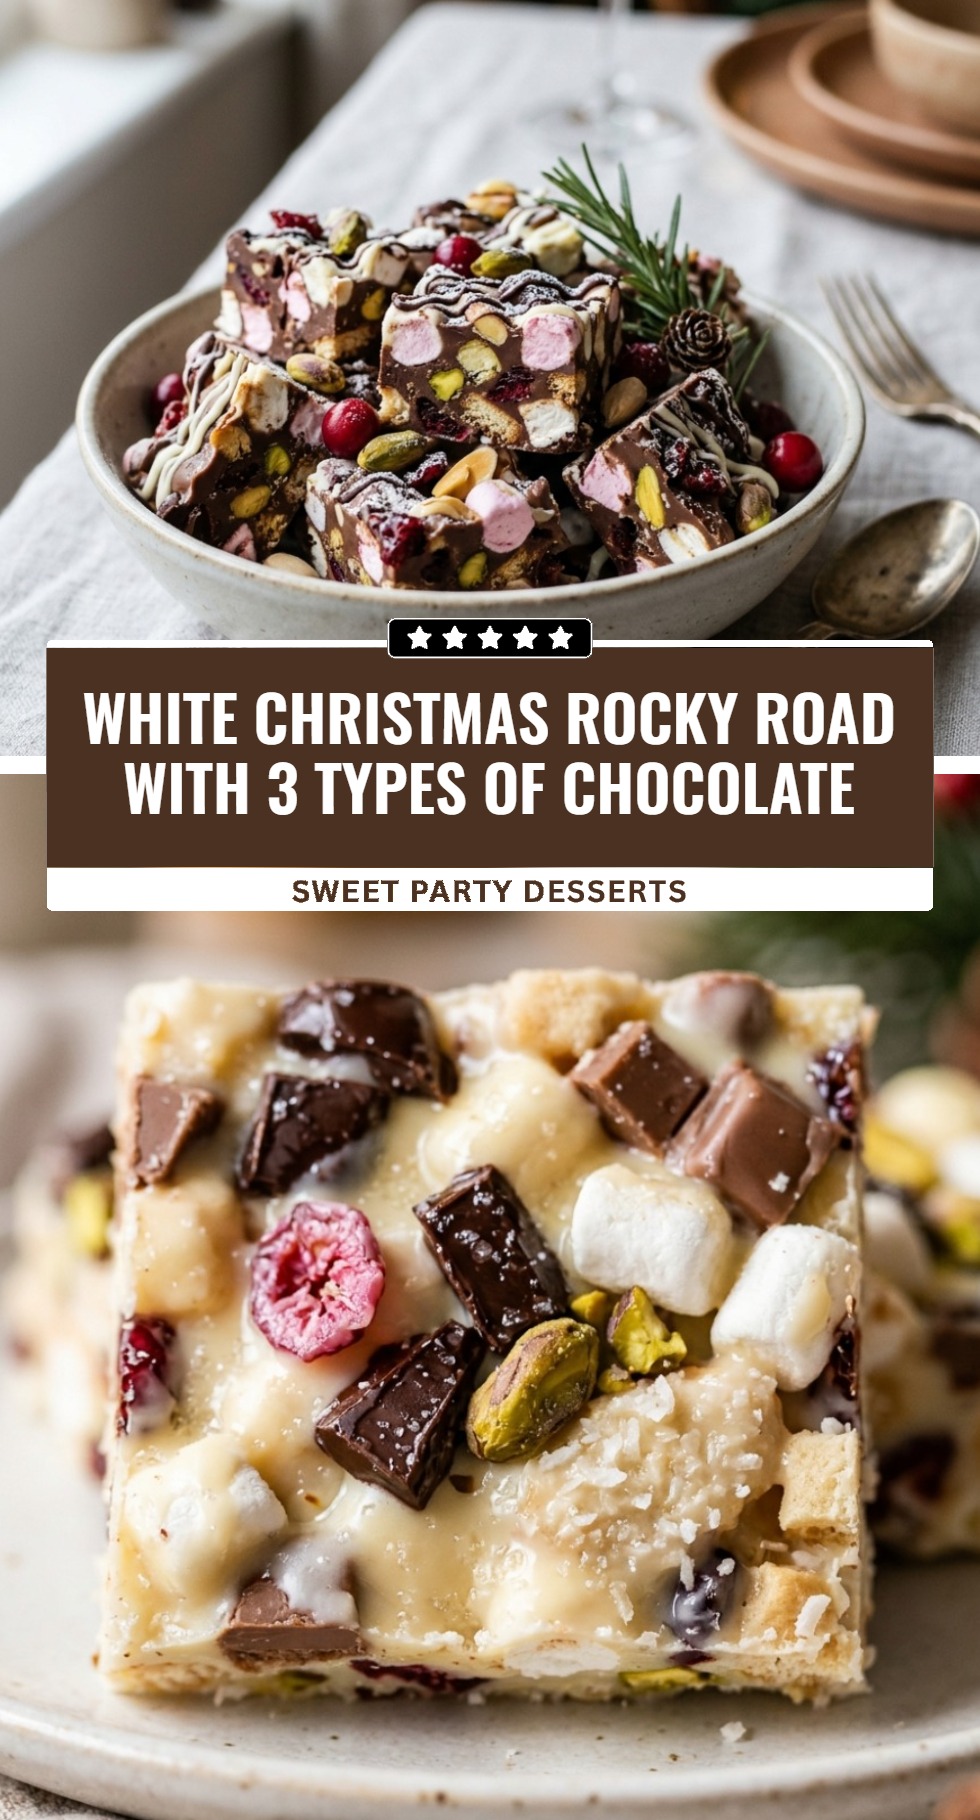 WHITE CHRISTMAS ROCKY ROAD
WITH 3 TYPES OF CHOCOLATE
SWEET PARTY DESSERTS